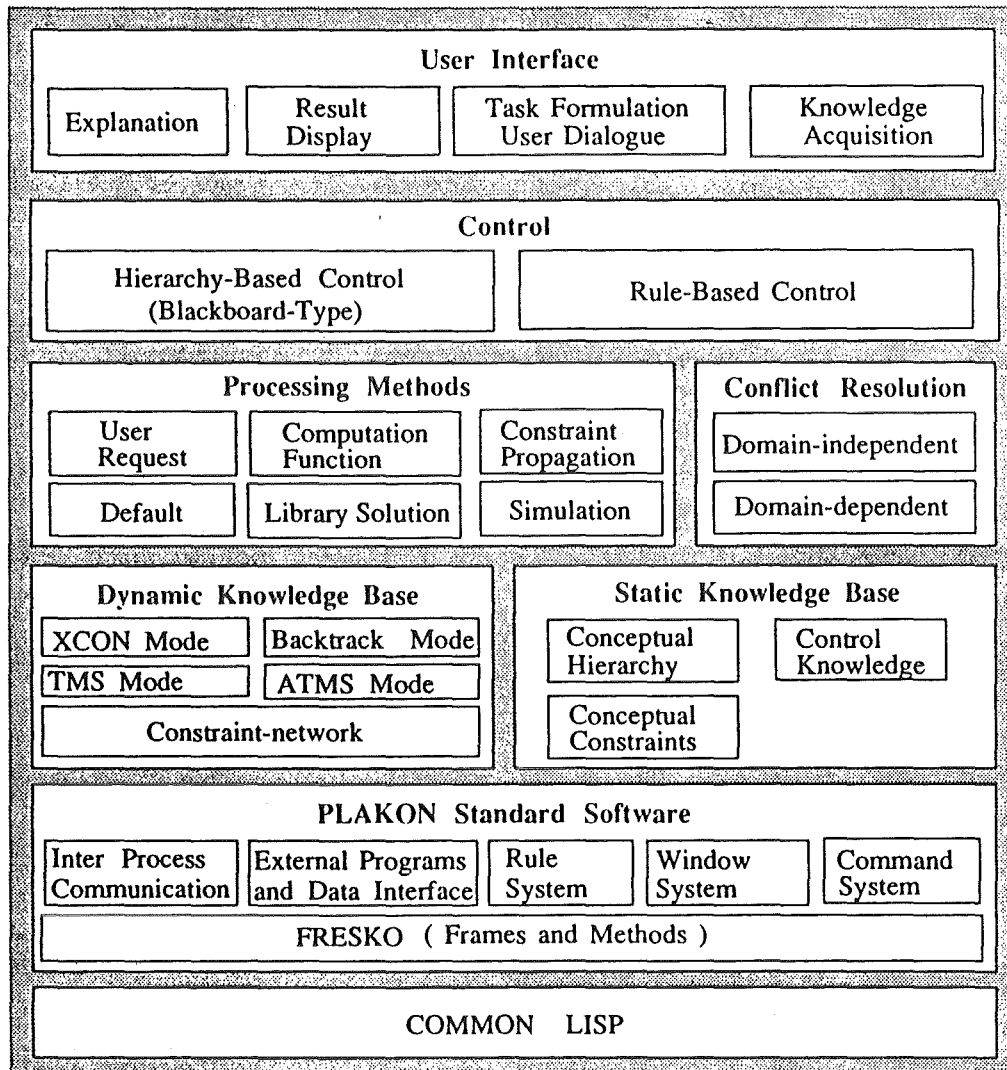 User Interface
Explanation
Result
Display
Task Formulation
User Dialogue
Knowledge
Acquisition
Control
Hierarchy-Based Control
(Blackboard-Type)
Rule-Based Control
Processing Methods
User
Request
Computation
Function
Constraint
Propagation
Default
Library Solution
Simulation
Conflict Resolution
Domain-independent
Domain-dependent
Dynamic Knowledge Base
XCON Mode
Backtrack Mode
TMS Mode
ATMS Mode
Constraint-network
Static Knowledge Base
Conceptual
Hierarchy
Control
Knowledge
Conceptual
Constraints
PLAKON Standard Software
Inter Process
Communication
External Programs
and Data Interface
Rule
System
Window
System
Command
System
FRESKO ( Frames and Methods )
COMMON LISP